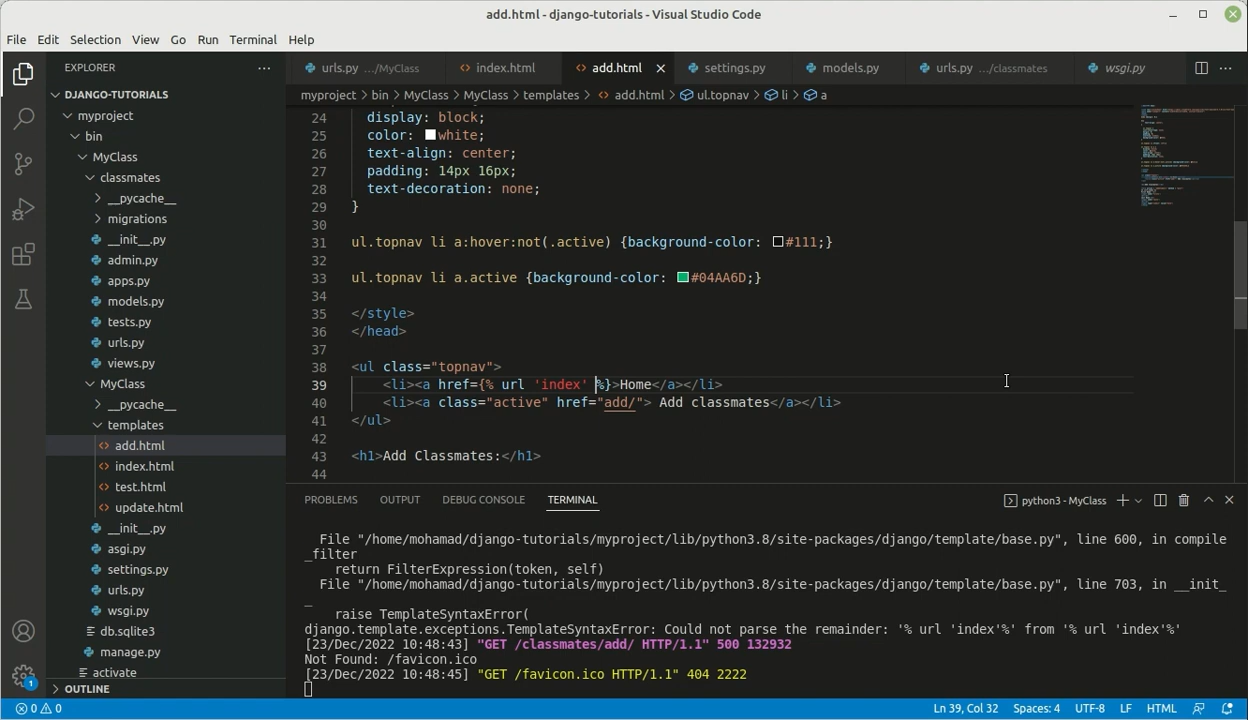 add.html - django-tutorials - Visual Studio Code
File Edit Selection View Go Run Terminal Help
EXPLORER
DJANGO-TUTORIALS
myproject
bin
MyClass
classmates
__pycache__
migrations
__init__.py
admin.py
apps.py
models.py
tests.py
urls.py
views.py
MyClass
__pycache__
templates
add.html
index.html
test.html
update.html
__init__.py
asgi.py
settings.py
urls.py
wsgi.py
db.sqlite3
manage.py
activate
OUTLINE
urls.py .../MyClass index.html add.html settings.py models.py urls.py .../classmates wsgi.py
myproject > bin > MyClass > MyClass > templates > add.html > ul.topnav > li > a
24 display: block;
25 color: white;
26 text-align: center;
27 padding: 14px 16px;
28 text-decoration: none;
29 }
30
31 ul.topnav li a:hover:not(.active) {background-color: #111;}
32
33 ul.topnav li a.active {background-color: #04AA6D;}
34
35 </style>
36 </head>
37
38 <ul class="topnav">
39 <li><a href={% url 'index' %}>Home</a></li>
40 <li><a class="active" href="add/"> Add classmates</a></li>
41 </ul>
42
43 <h1>Add Classmates:</h1>
44
PROBLEMS OUTPUT DEBUG CONSOLE TERMINAL python3 - MyClass
File "/home/mohamad/django-tutorials/myproject/lib/python3.8/site-packages/django/template/base.py", line 600, in compile
_filter
return FilterExpression(token, self)
File "/home/mohamad/django-tutorials/myproject/lib/python3.8/site-packages/django/template/base.py", line 703, in __init_
_
raise TemplateSyntaxError(
django.template.exceptions.TemplateSyntaxError: Could not parse the remainder: '% url 'index'%' from '% url 'index'%'
[23/Dec/2022 10:48:43] "GET /classmates/add/ HTTP/1.1" 500 132932
Not Found: /favicon.ico
[23/Dec/2022 10:48:45] "GET /favicon.ico HTTP/1.1" 404 2222
1
0 0 Ln 39, Col 32 Spaces: 4 UTF-8 LF HTML